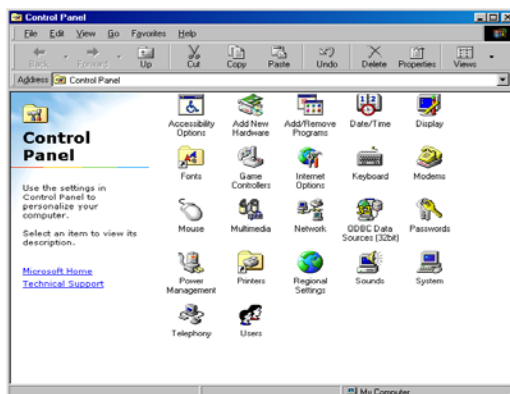 Control Panel
File Edit View Go Favorites Help
Back Forward Up Cut Copy Paste Undo Delete Properties Views
Address Control Panel
Control
Panel
Use the settings in
Control Panel to
personalize your
computer.
Select an item to view its
description.
Microsoft Home
Technical Support
Accessibility
Options
Add New
Hardware
Add/Remove
Programs
Date/Time
Display
Fonts
Game
Controllers
Internet
Options
Keyboard
Modems
Mouse
Multimedia
Network
ODBC Data
Sources (32bit)
Passwords
Power
Management
Printers
Regional
Settings
Sounds
System
Telephony
Users
My Computer